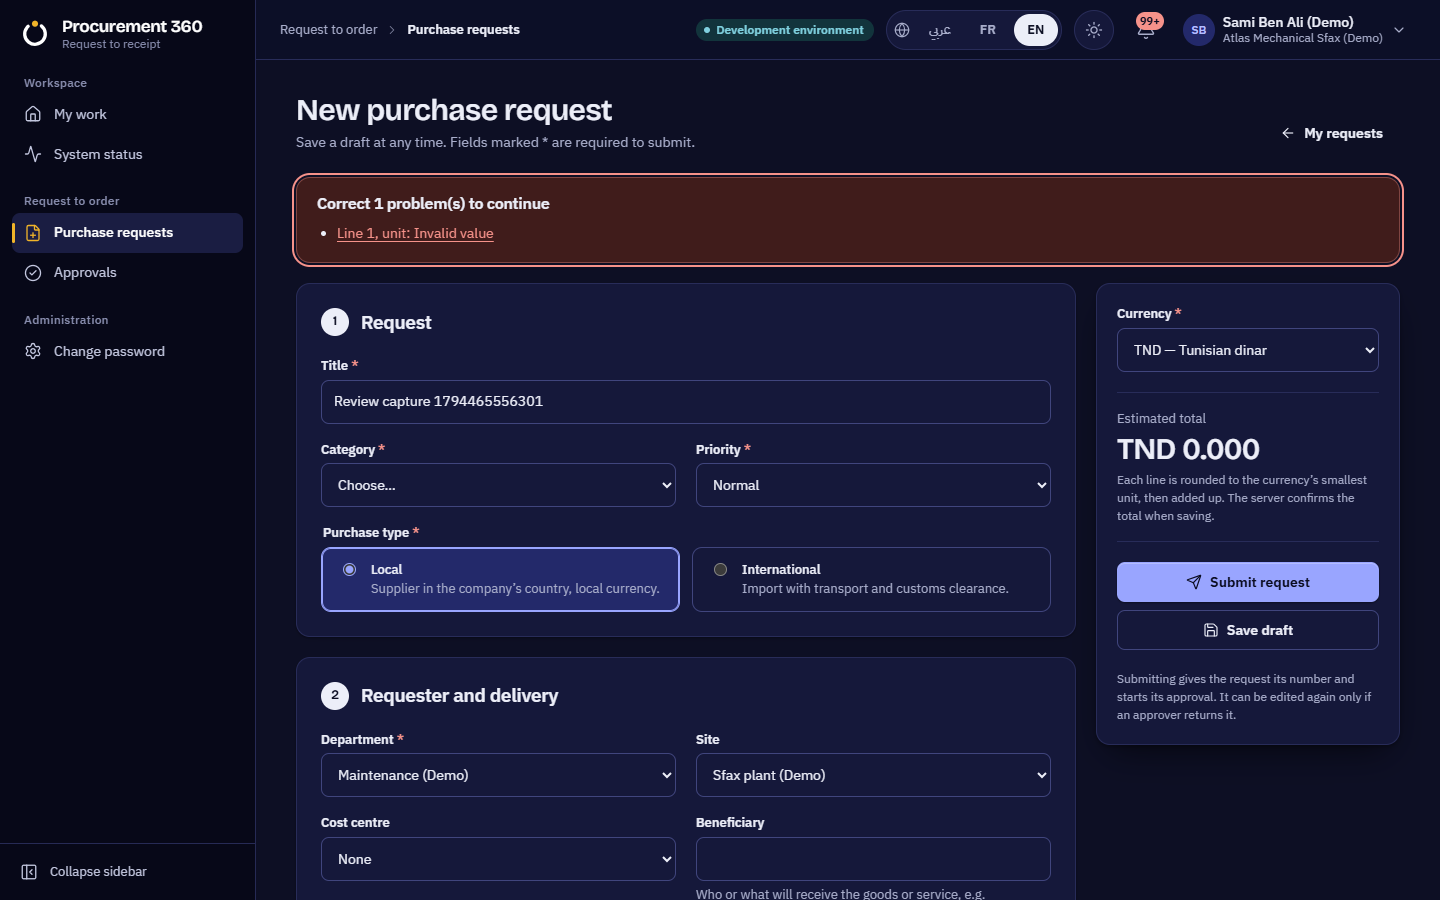 Procurement 360
Request to receipt
Workspace
My work
System status
Request to order
Purchase requests
Approvals
Administration
Change password
Collapse sidebar
Request to order > Purchase requests
Development environment
عربي
FR
EN
99+
SB
Sami Ben Ali (Demo)
Atlas Mechanical Sfax (Demo)
New purchase request
Save a draft at any time. Fields marked * are required to submit.
My requests
Correct 1 problem(s) to continue
• Line 1, unit: Invalid value
1 Request
Title *
Review capture 1794465556301
Category *
Choose...
Priority *
Normal
Purchase type *
Local
Supplier in the company’s country, local currency.
International
Import with transport and customs clearance.
2 Requester and delivery
Department *
Maintenance (Demo)
Site
Sfax plant (Demo)
Cost centre
None
Beneficiary
Who or what will receive the goods or service, e.g.
Currency *
TND — Tunisian dinar
Estimated total
TND 0.000
Each line is rounded to the currency’s smallest
unit, then added up. The server confirms the
total when saving.
Submit request
Save draft
Submitting gives the request its number and
starts its approval. It can be edited again only if
an approver returns it.